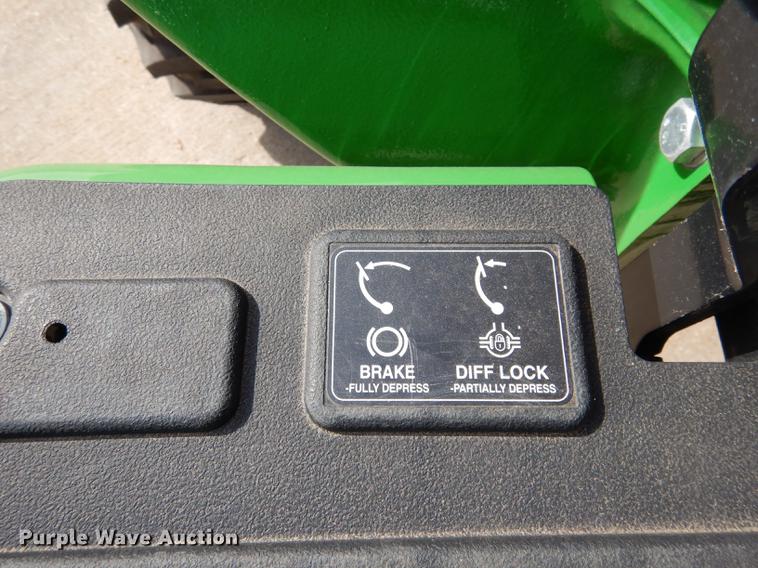 BRAKE
-FULLY DEPRESS
DIFF LOCK
-PARTIALLY DEPRESS
Purple Wave Auction